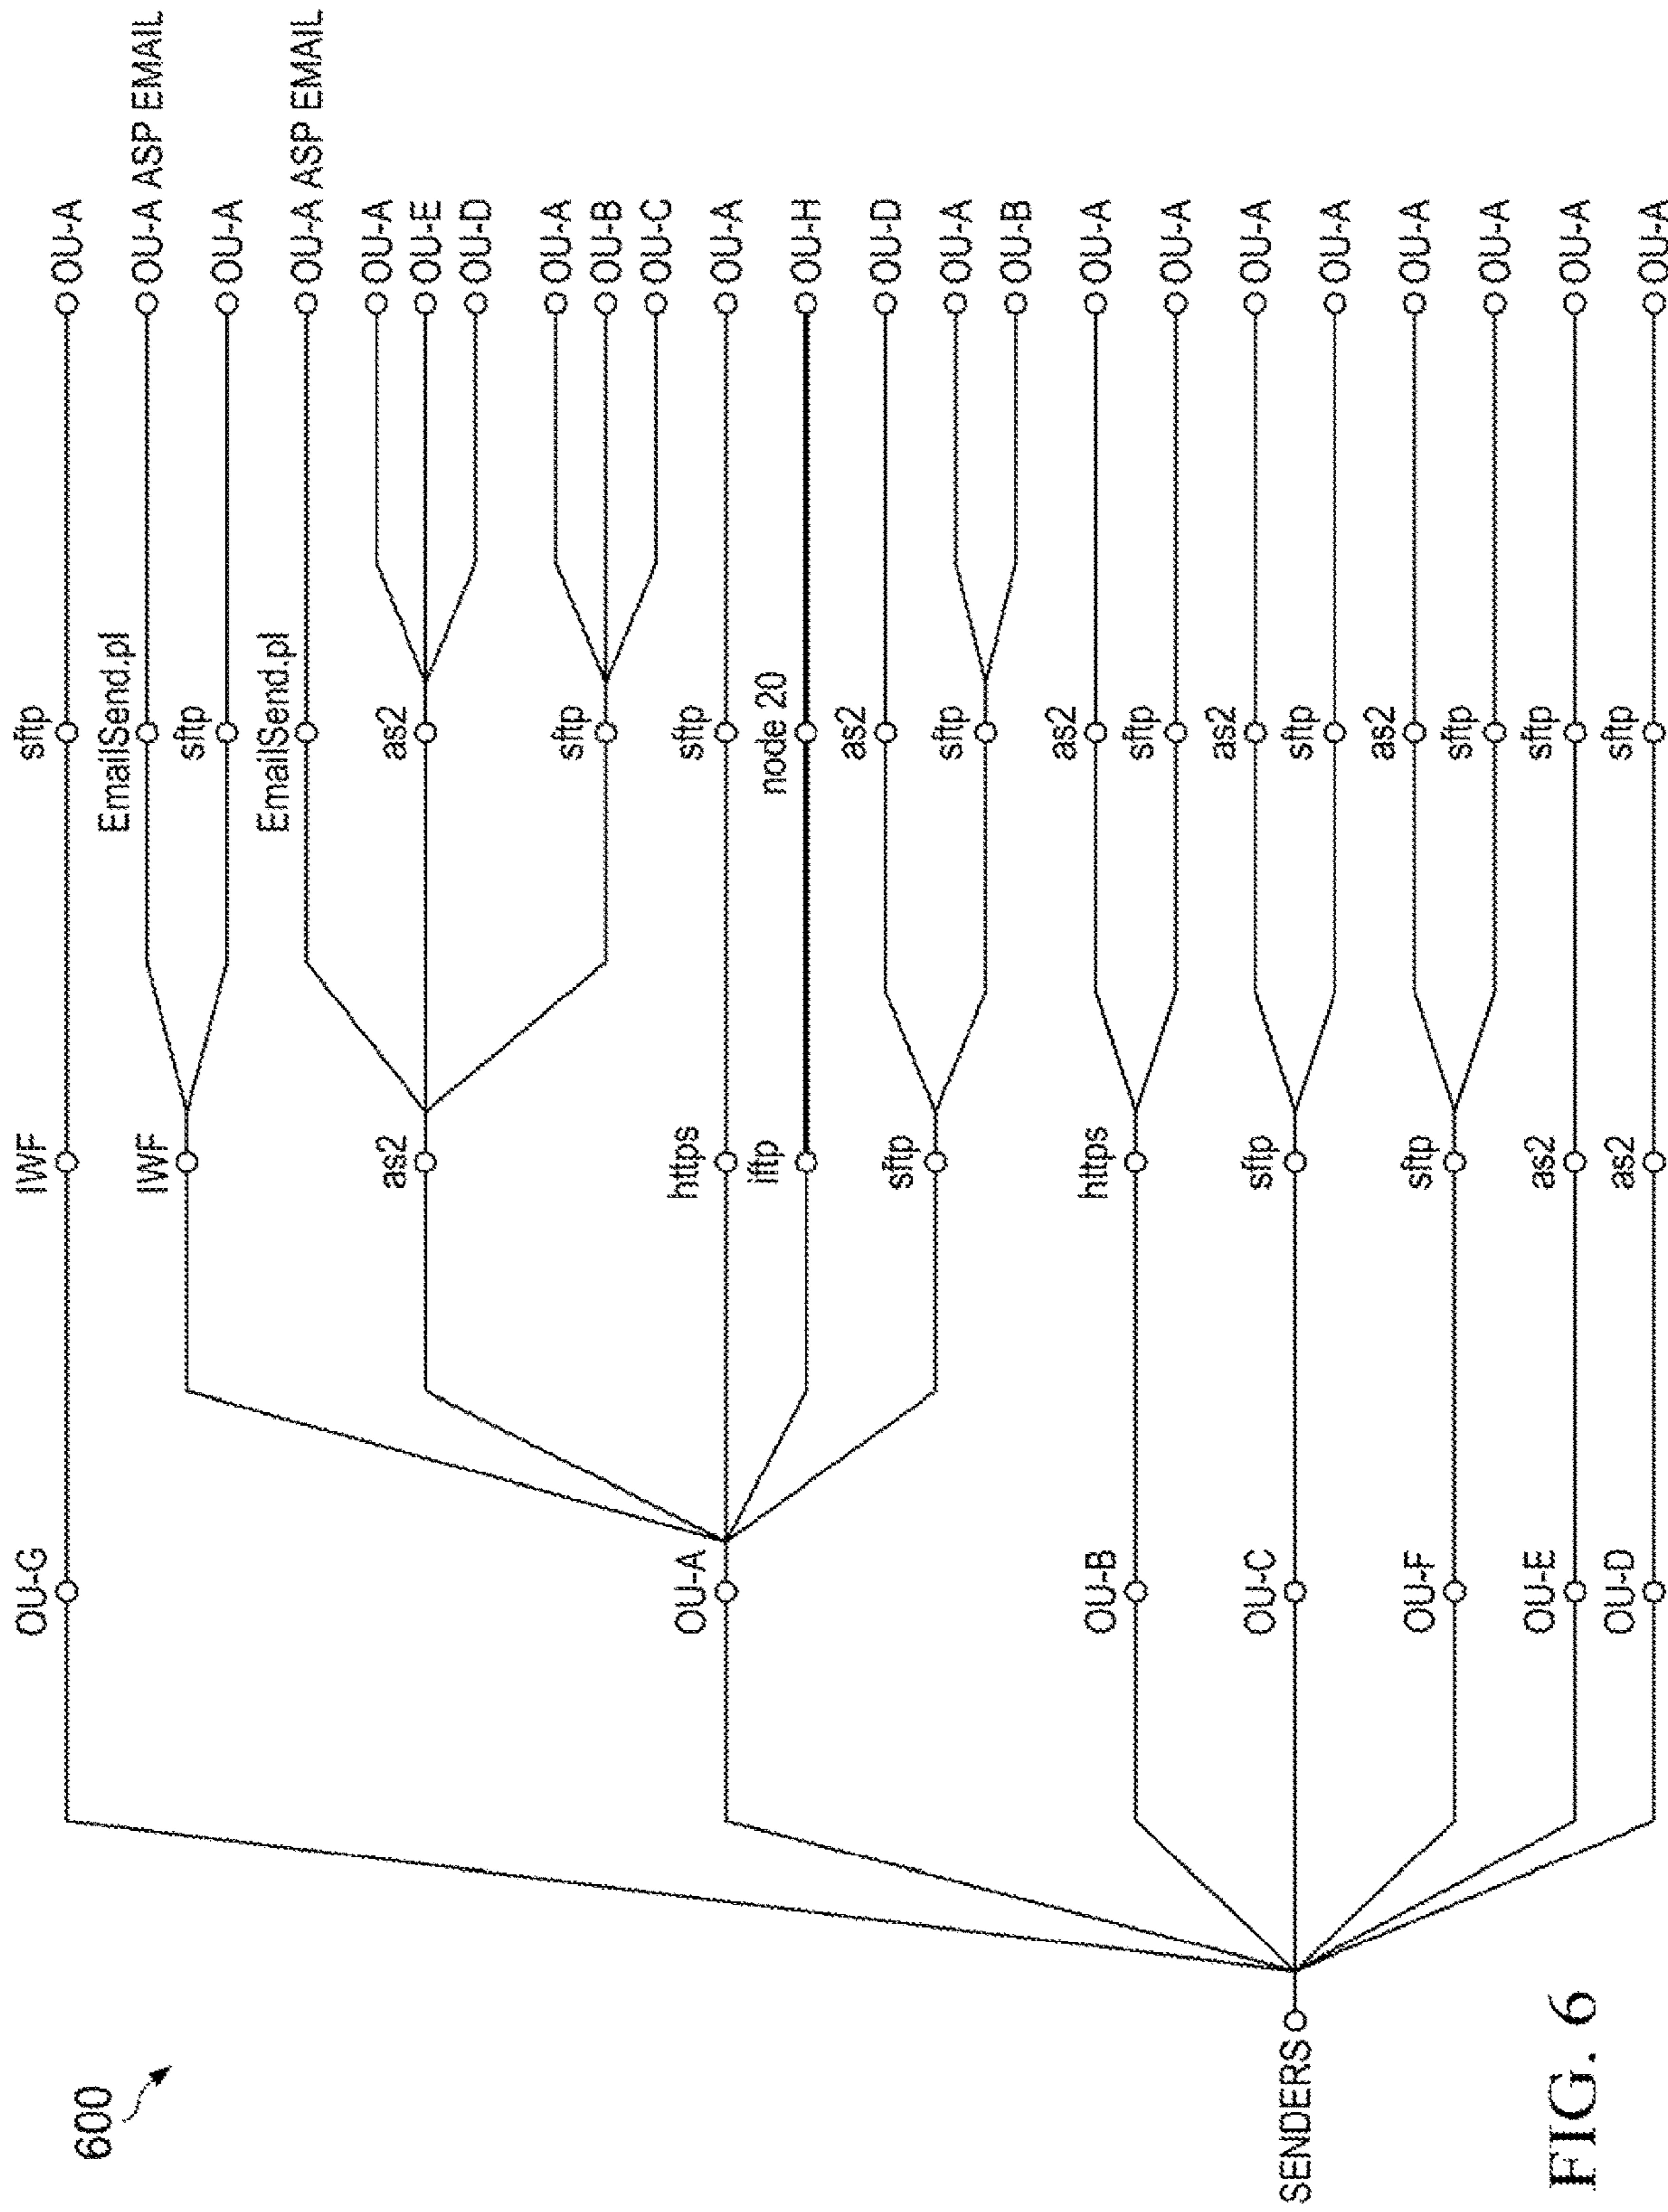 600
SENDERS
OU-G
OU-A
OU-B
OU-C
OU-F
OU-E
OU-D
IWF
IWF
as2
https
iftp
sftp
https
sftp
sftp
as2
as2
sftp
EmailSend.pl
sftp
EmailSend.pl
as2
sftp
sftp
node 20
as2
sftp
as2
sftp
as2
sftp
as2
sftp
sftp
sftp
OU-A
OU-A ASP EMAIL
OU-A
OU-A ASP EMAIL
OU-A
OU-E
OU-D
OU-A
OU-B
OU-C
OU-A
OU-H
OU-D
OU-A
OU-B
OU-A
OU-A
OU-A
OU-A
OU-A
OU-A
OU-A
OU-A
FIG. 6